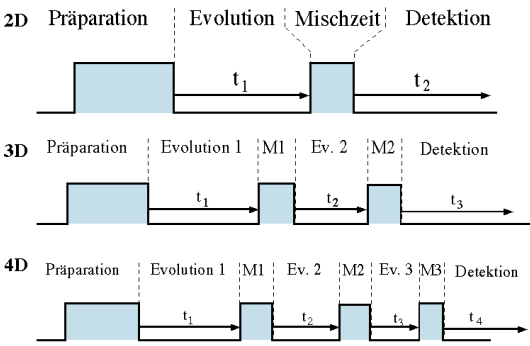 2D Präparation Evolution Mischzeit Detektion
t₁ t₂
3D Präparation Evolution 1 M1 Ev. 2 M2 Detektion
t₁ t₂ t₃
4D Präparation Evolution 1 M1 Ev. 2 M2 Ev. 3 M3 Detektion
t₁ t₂ t₃ t₄